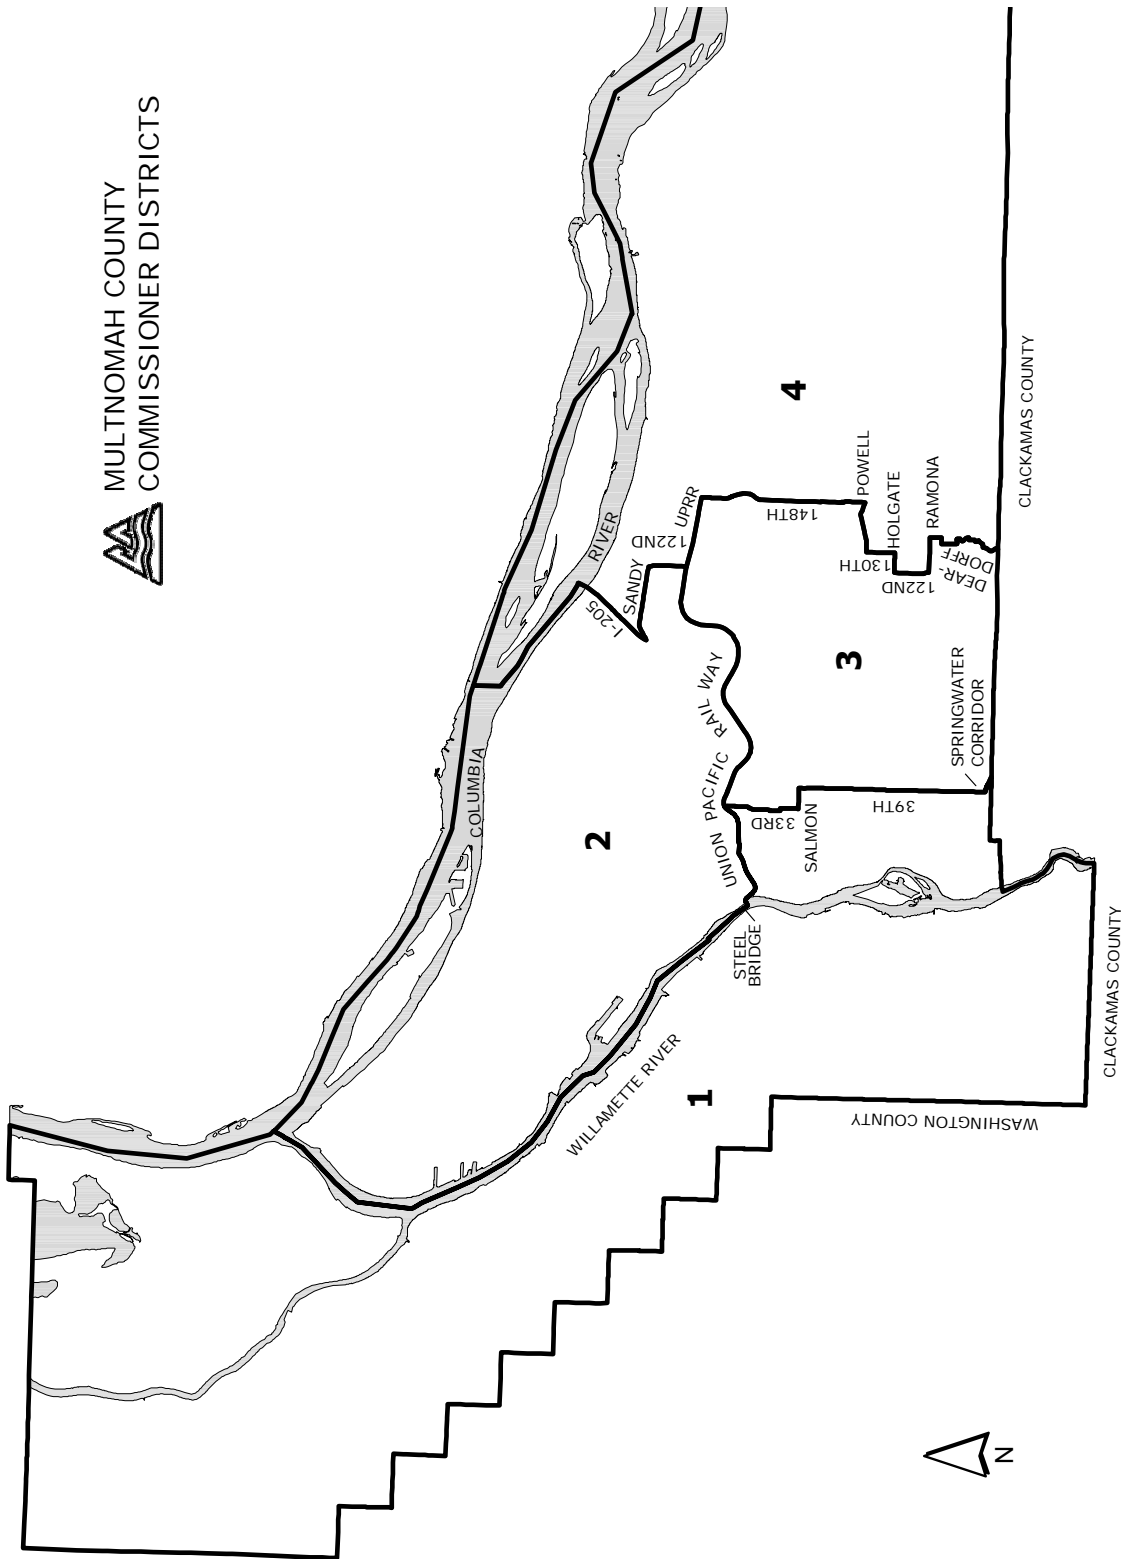 MULTNOMAH COUNTY
COMMISSIONER DISTRICTS
COLUMBIA
RIVER
I-205
SANDY
122ND
UPRR
148TH
POWELL
130TH
HOLGATE
122ND
RAMONA
DEAR-
DORFF
4
CLACKAMAS COUNTY
2
3
UNION PACIFIC RAILWAY
33RD
SALMON
39TH
SPRINGWATER
CORRIDOR
STEEL
BRIDGE
WILLAMETTE RIVER
1
WASHINGTON COUNTY
CLACKAMAS COUNTY
N